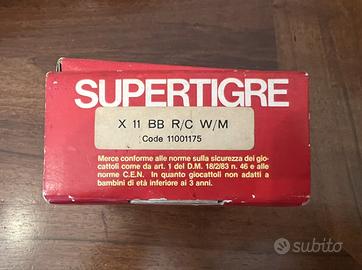 SUPERTIGRE
X 11 BB R/C W/M
Code 11001175
Merce conforme alle norme sulla sicurezza dei gio-
cattoli come da art. 1 del D.M. 18/2/83 n. 46 e alle
norme C.E.N. In quanto giocattoli non adatti a
bambini di età inferiore ai 3 anni.
subito